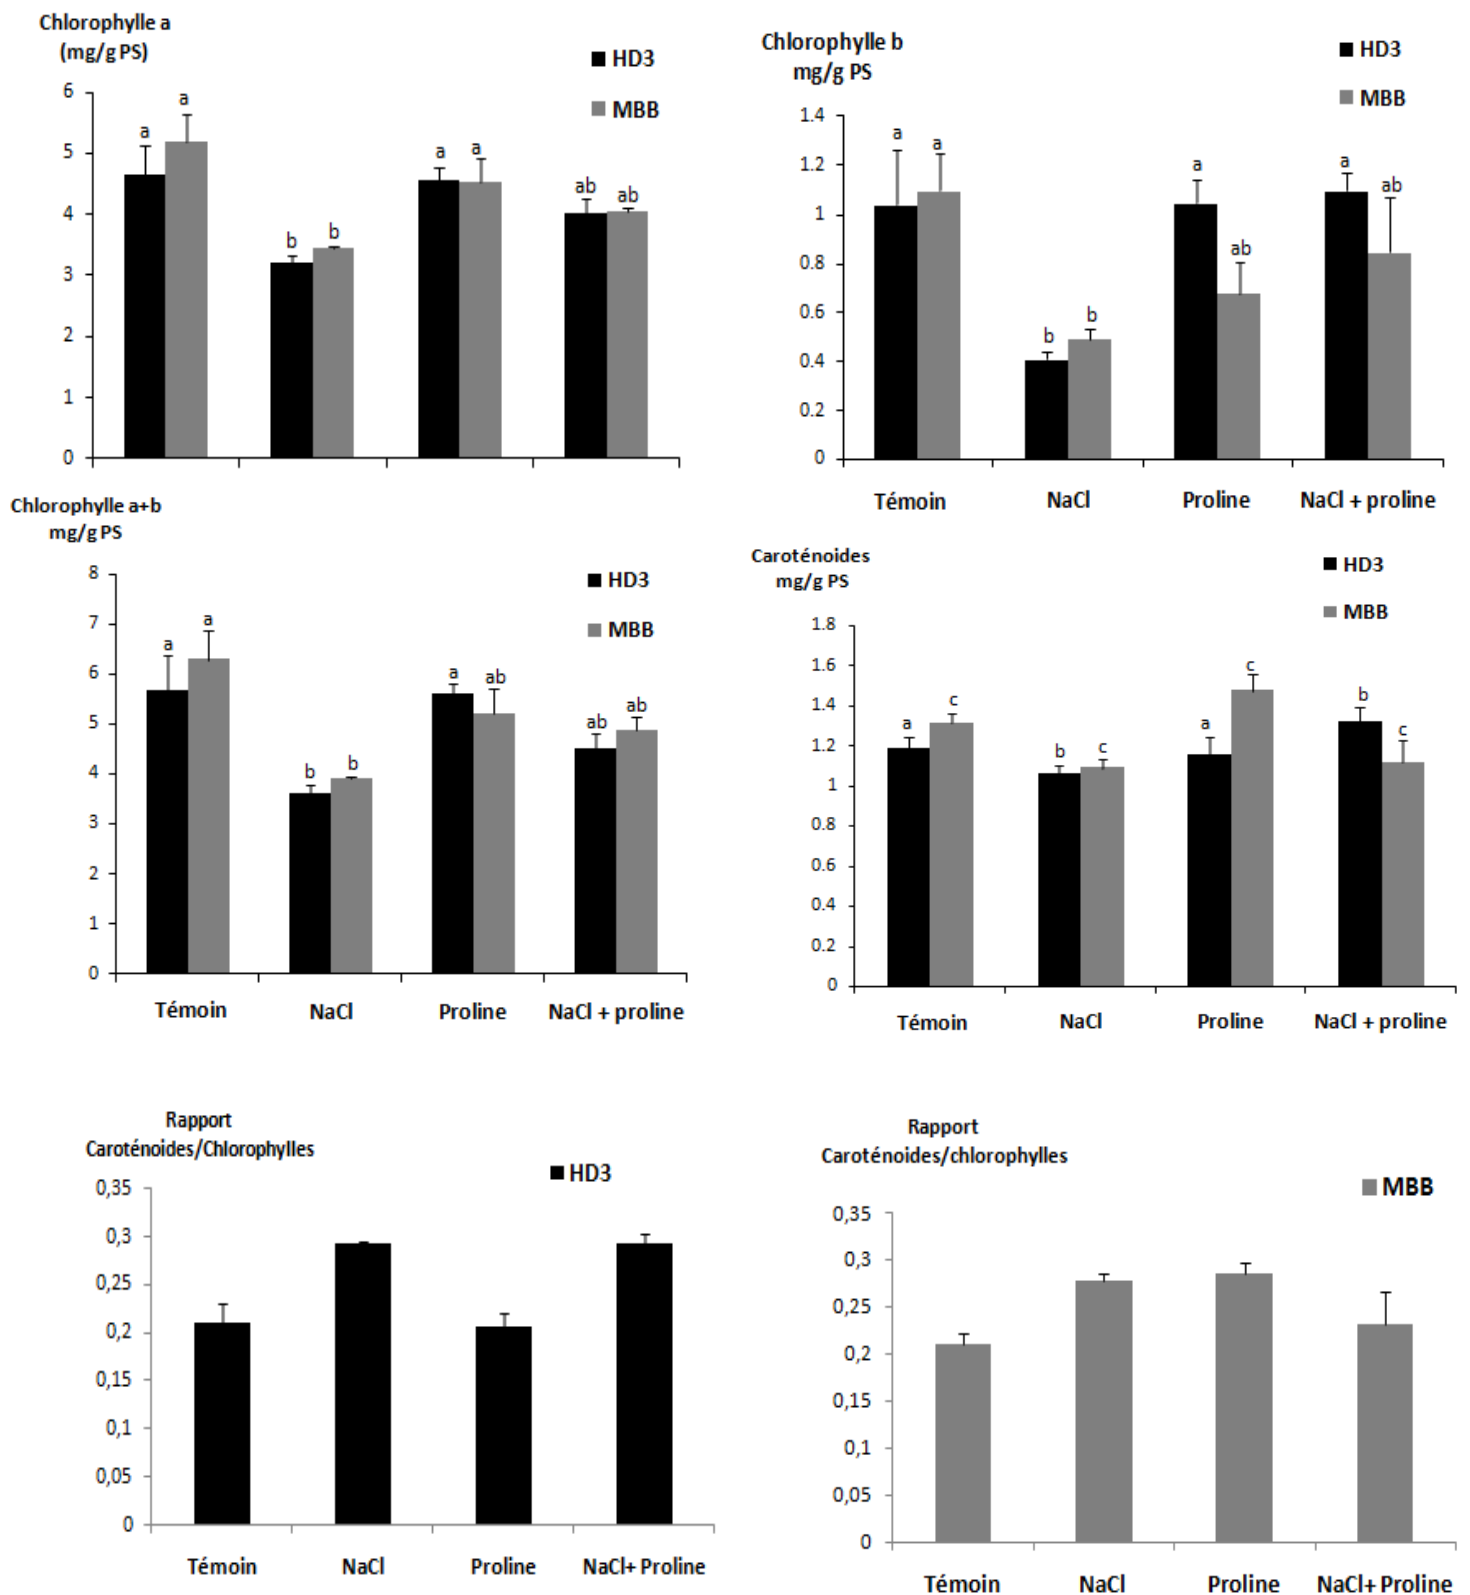 Chlorophylle a
(mg/g PS)
HD3
MBB
6
5
4
3
2
1
0
a
a
b
b
a
a
ab
ab
Chlorophylle b
mg/g PS
HD3
MBB
1.4
1.2
1
0.8
0.6
0.4
0.2
0
a
a
b
b
a
ab
a
ab
Témoin
NaCl
Proline
NaCl + proline
Chlorophylle a+b
mg/g PS
HD3
MBB
8
7
6
5
4
3
2
1
0
a
a
b
b
a
ab
ab
ab
Témoin
NaCl
Proline
NaCl + proline
Caroténoides
mg/g PS
HD3
MBB
1.8
1.6
1.4
1.2
1
0.8
0.6
0.4
0.2
0
a
c
b
c
a
c
b
c
Témoin
NaCl
Proline
NaCl + proline
Rapport
Caroténoides/Chlorophylles
HD3
0,35
0,3
0,25
0,2
0,15
0,1
0,05
0
Témoin
NaCl
Proline
NaCl+ Proline
Rapport
Caroténoides/chlorophylles
MBB
0,35
0,3
0,25
0,2
0,15
0,1
0,05
0
Témoin
NaCl
Proline
NaCl+ Proline